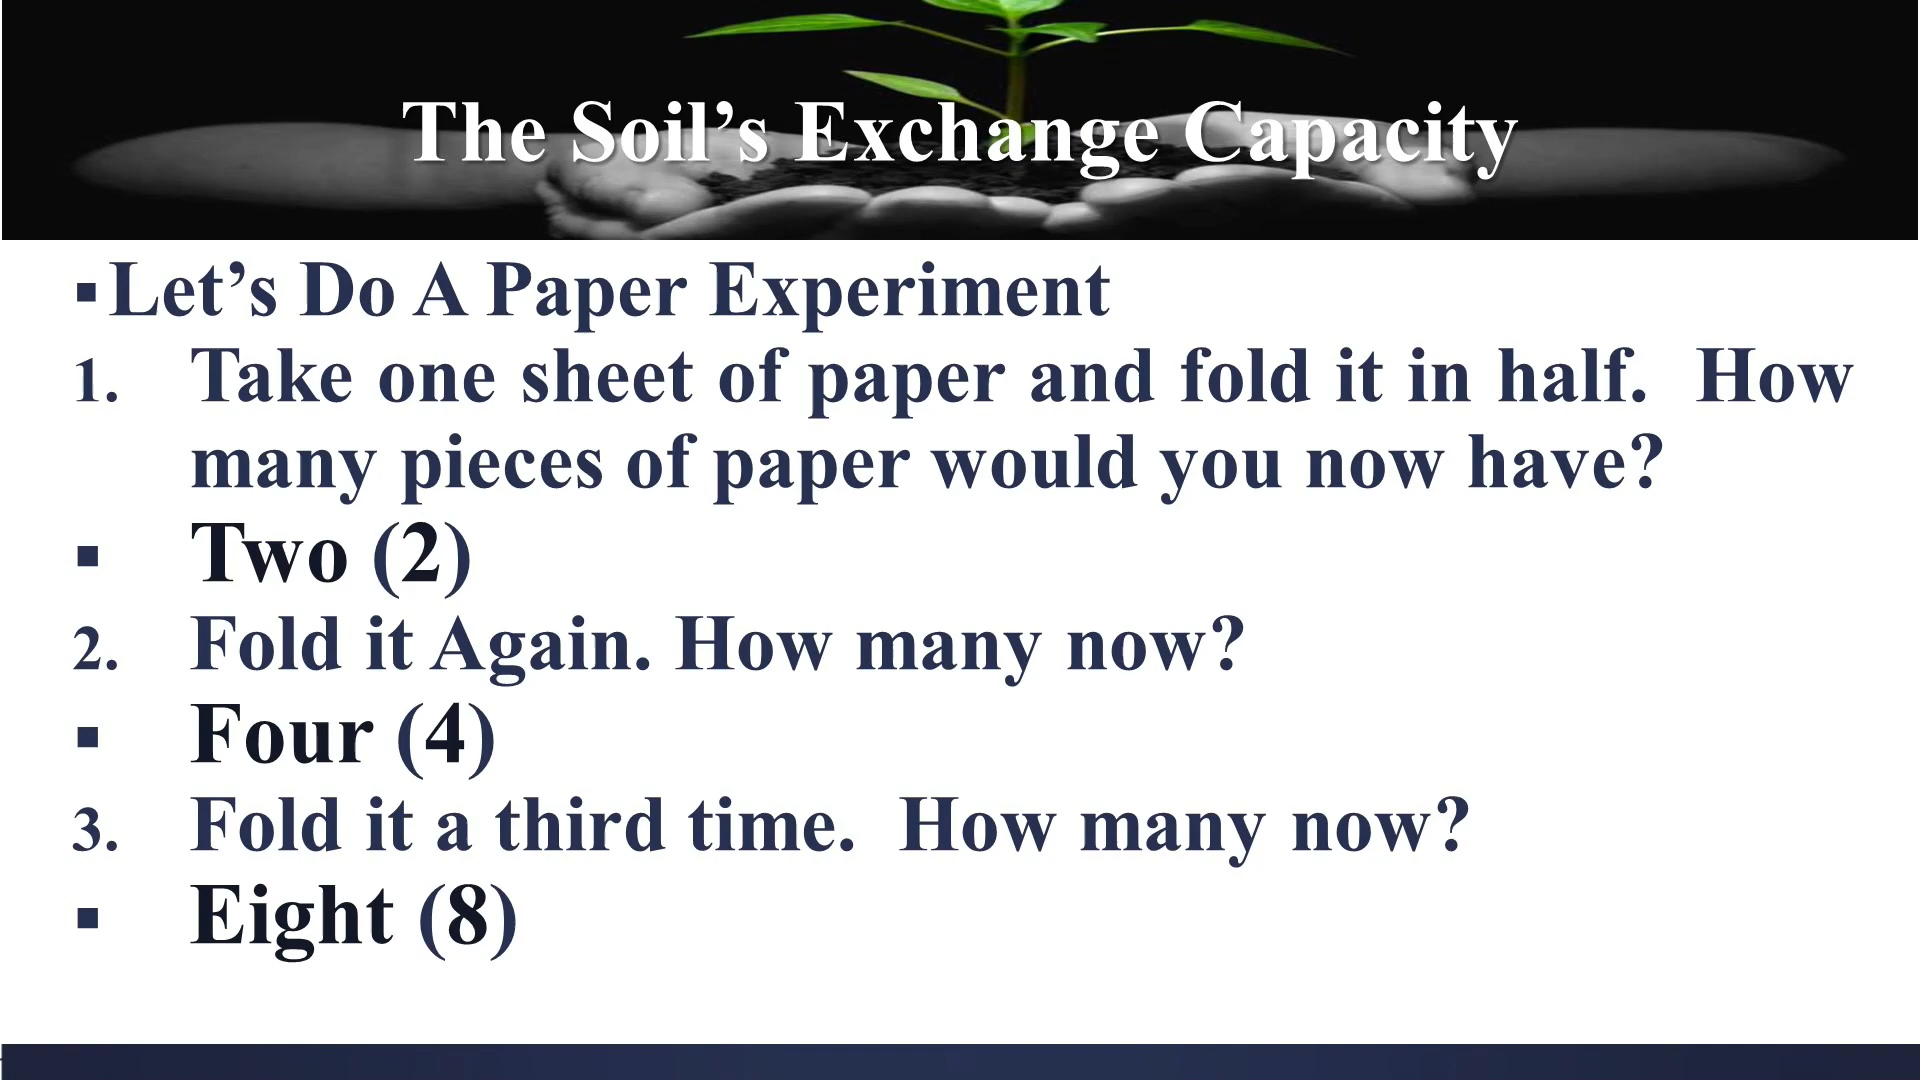 The Soil’s Exchange Capacity
▪Let’s Do A Paper Experiment
1. Take one sheet of paper and fold it in half. How
many pieces of paper would you now have?
▪ Two (2)
2. Fold it Again. How many now?
▪ Four (4)
3. Fold it a third time. How many now?
▪ Eight (8)